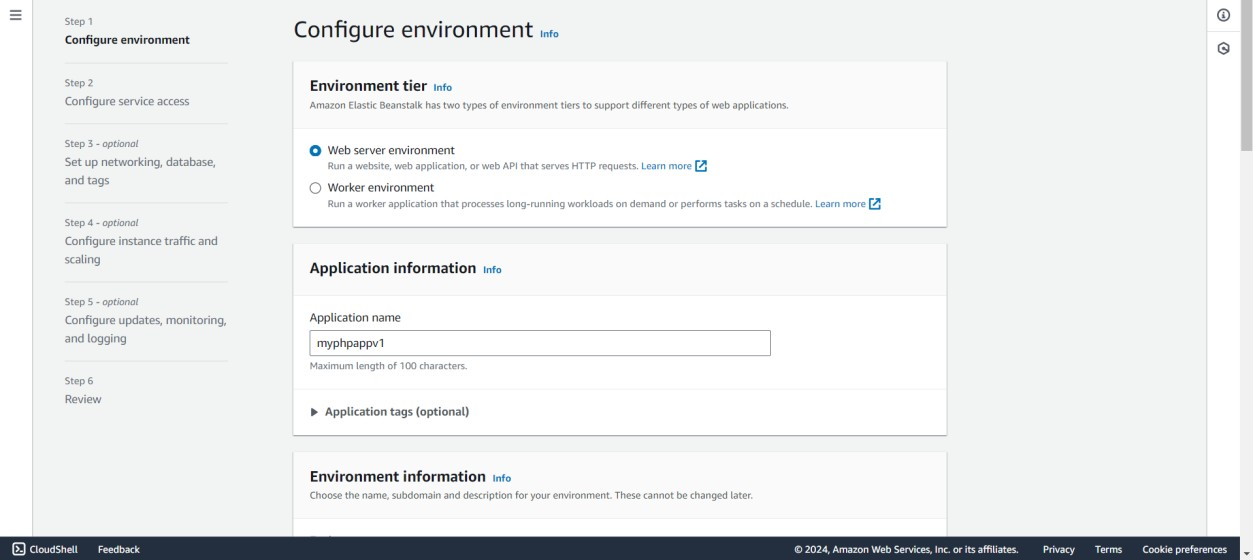 Step 1
Configure environment
Step 2
Configure service access
Step 3 - optional
Set up networking, database,
and tags
Step 4 - optional
Configure instance traffic and
scaling
Step 5 - optional
Configure updates, monitoring,
and logging
Step 6
Review
Configure environment Info
Environment tier Info
Amazon Elastic Beanstalk has two types of environment tiers to support different types of web applications.
Web server environment
Run a website, web application, or web API that serves HTTP requests. Learn more
Worker environment
Run a worker application that processes long-running workloads on demand or performs tasks on a schedule. Learn more
Application information Info
Application name
myphpappv1
Maximum length of 100 characters.
Application tags (optional)
Environment information Info
Choose the name, subdomain and description for your environment. These cannot be changed later.
CloudShell Feedback © 2024, Amazon Web Services, Inc. or its affiliates. Privacy Terms Cookie preferences